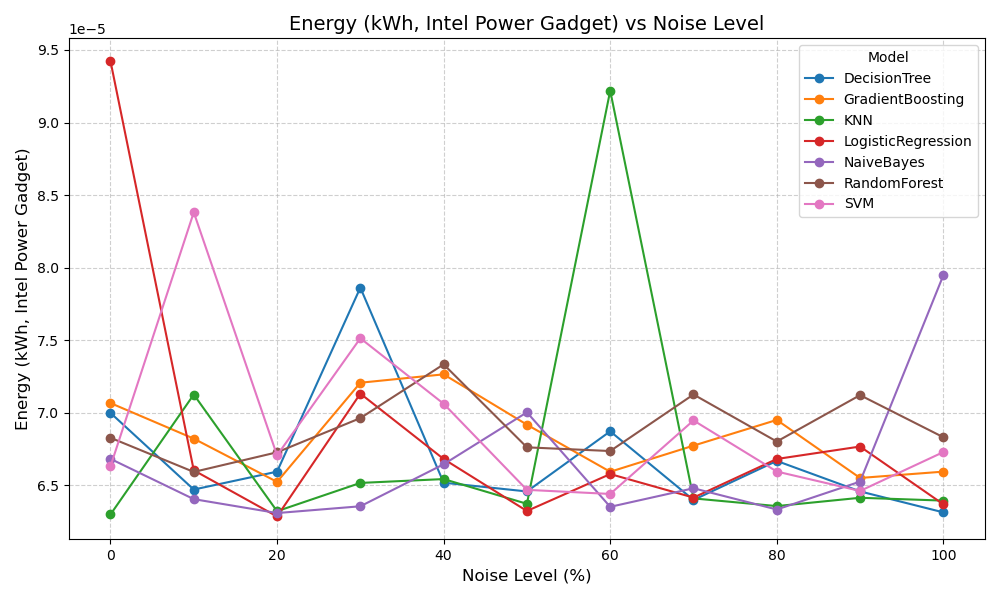 Energy (kWh, Intel Power Gadget) vs Noise Level
1e−5
9.5
9.0
8.5
8.0
7.5
7.0
6.5
Energy (kWh, Intel Power Gadget)
Model
DecisionTree
GradientBoosting
KNN
LogisticRegression
NaiveBayes
RandomForest
SVM
0 20 40 60 80 100
Noise Level (%)